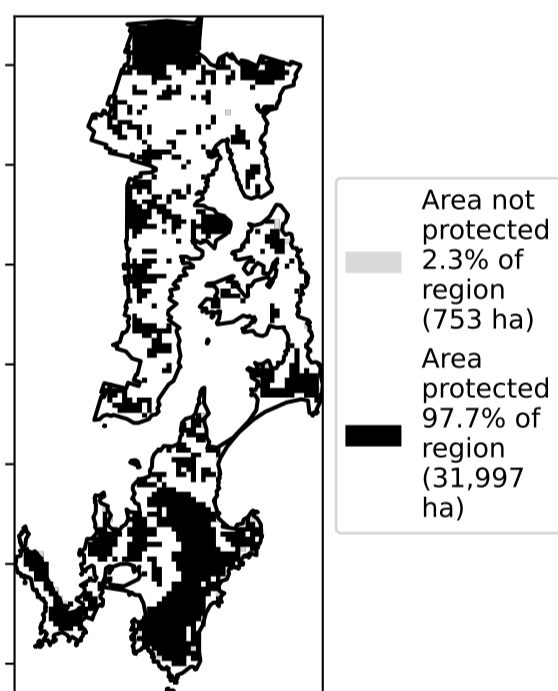 Area not
protected
2.3% of
region
(753 ha)
Area
protected
97.7% of
region
(31,997
ha)